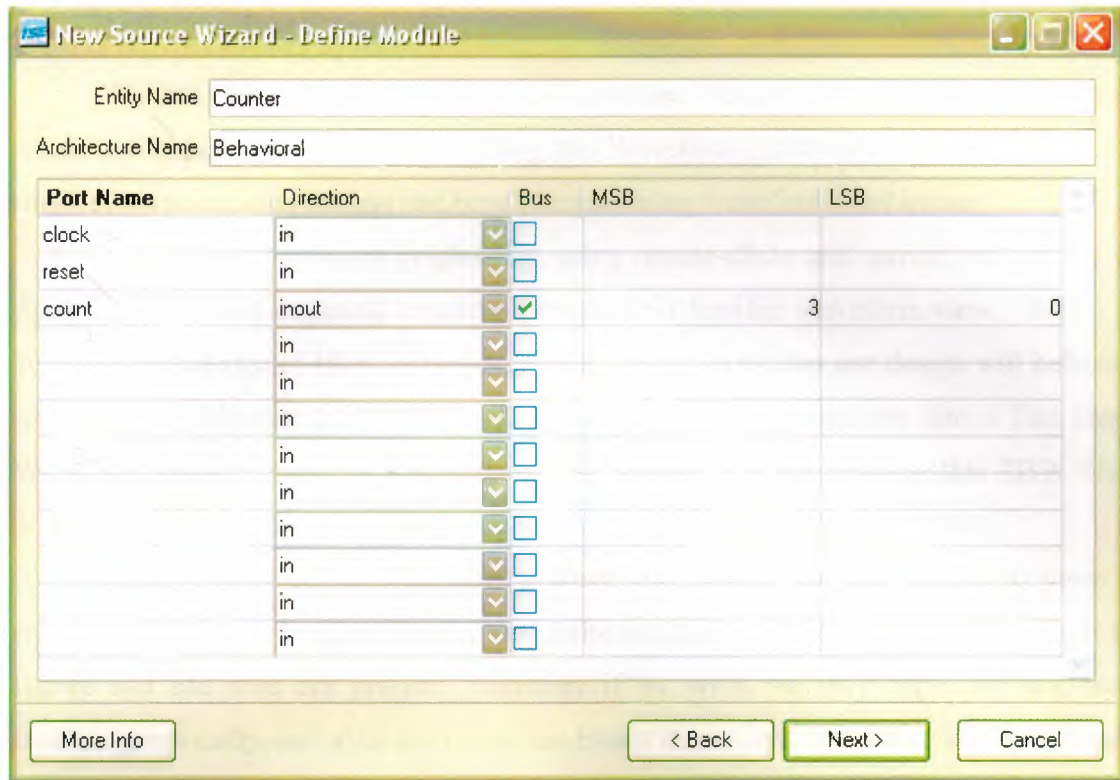 ISE New Source Wizard - Define Module
Entity Name Counter
Architecture Name Behavioral
Port Name Direction Bus MSB LSB
clock in
reset in
count inout 3 0
in
in
in
in
in
in
in
in
in
More Info < Back Next > Cancel